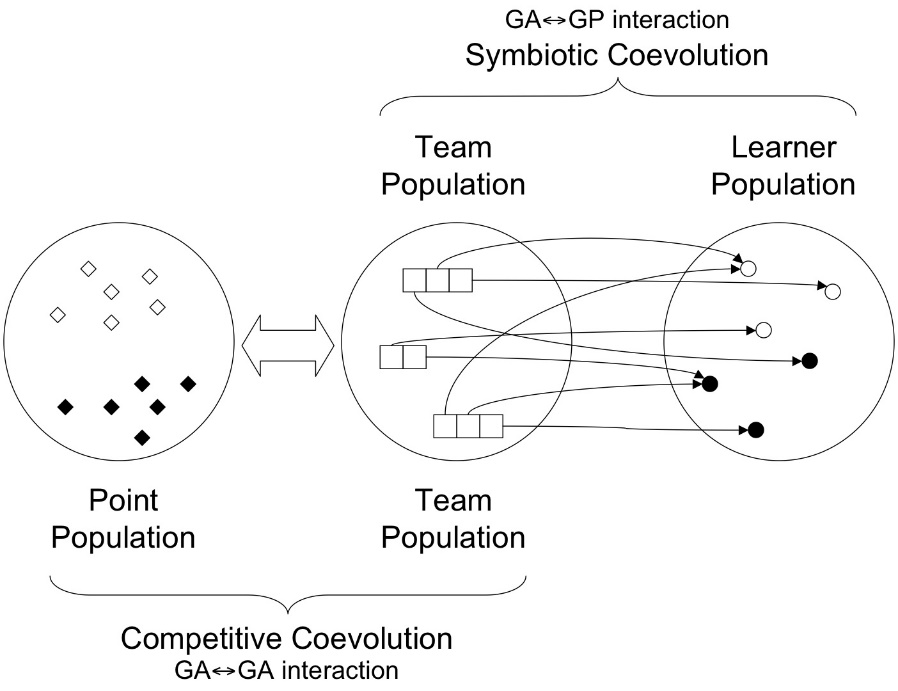 GA↔GP interaction
Symbiotic Coevolution
Team
Population
Learner
Population
Point
Population
Team
Population
Competitive Coevolution
GA↔GA interaction